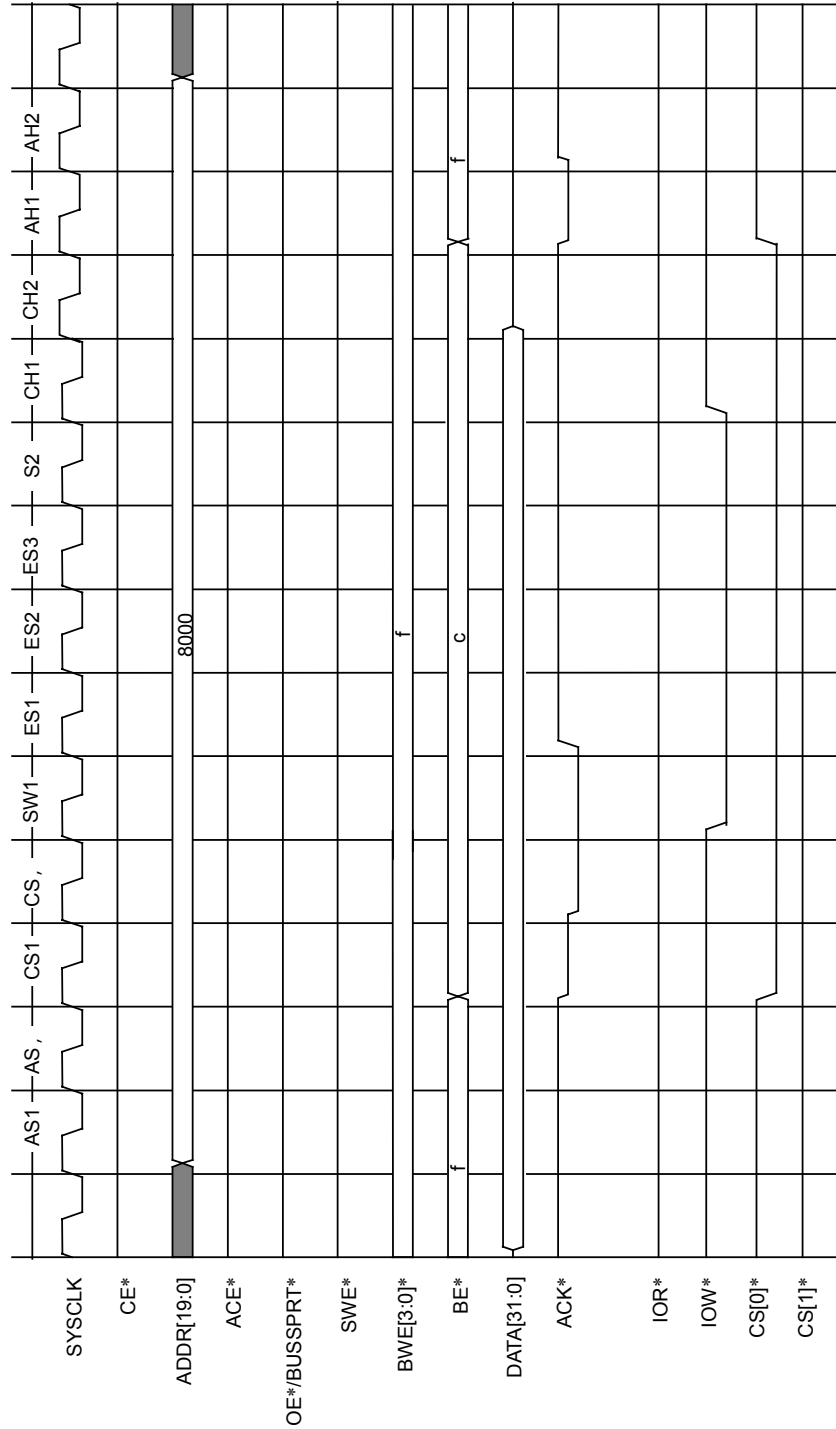 AS1
AS,
CS1
CS,
SW1
ES1
ES2
ES3
S2
CH1
CH2
AH1
AH2
SYSCLK
CE*
ADDR[19:0]
8000
ACE*
OE*/BUSSPRT*
SWE*
BWE[3:0]*
f
BE*
f
c
f
DATA[31:0]
ACK*
IOR*
IOW*
CS[0]*
CS[1]*